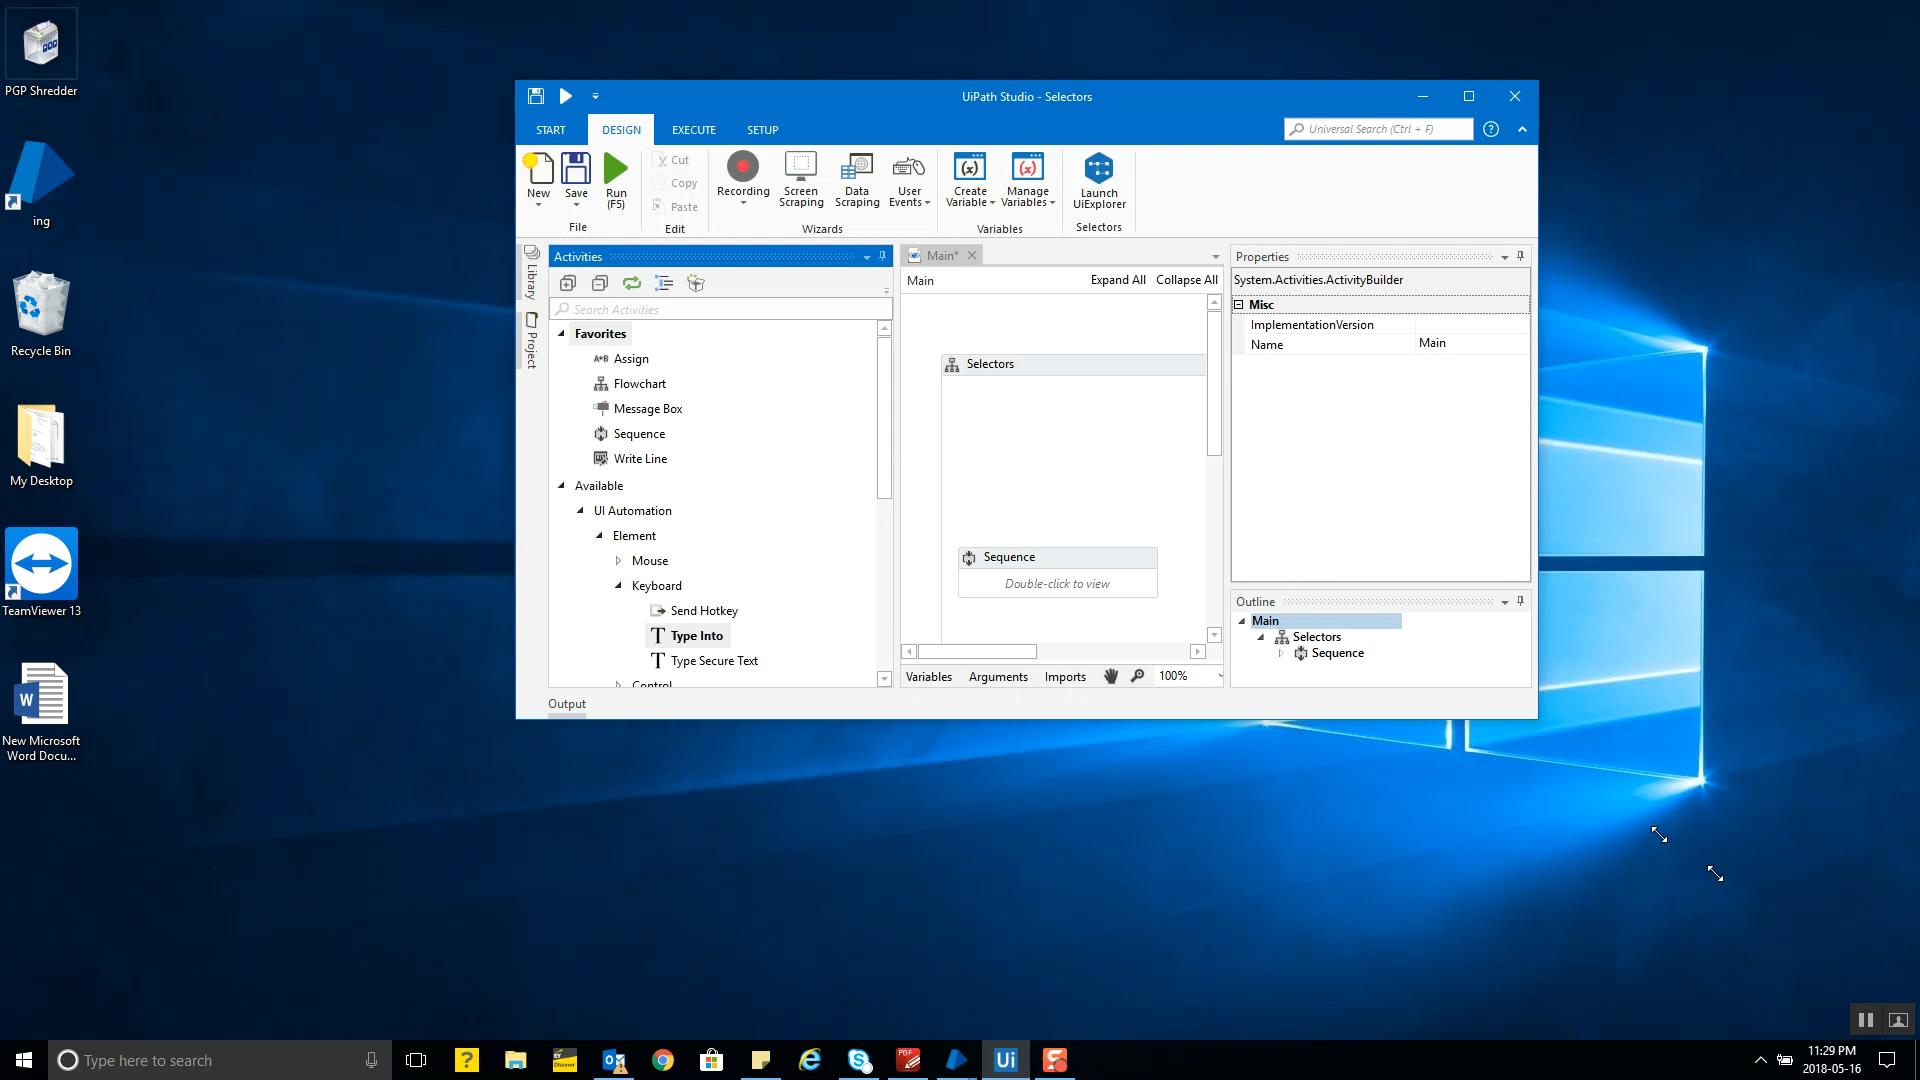 PGP Shredder
ing
Recycle Bin
My Desktop
TeamViewer 13
W
New Microsoft
Word Docu...
UiPath Studio - Selectors
START
DESIGN
EXECUTE
SETUP
Universal Search (Ctrl + F)
?
New
Save
Run
(F5)
File
Cut
Copy
Paste
Edit
Recording
Screen
Scraping
Data
Scraping
User
Events
Wizards
(x)
Create
Variable
(x)
Manage
Variables
Variables
Launch
UiExplorer
Selectors
Library
Project
Activities
Search Activities
Favorites
A+B Assign
Flowchart
Message Box
Sequence
Write Line
Available
UI Automation
Element
Mouse
Keyboard
Send Hotkey
T Type Into
T Type Secure Text
Control
Output
Main*
Main
Expand All
Collapse All
Selectors
Sequence
Double-click to view
Variables
Arguments
Imports
100%
Properties
System.Activities.ActivityBuilder
Misc
ImplementationVersion
Name
Main
Outline
Main
Selectors
Sequence
Type here to search
?
PDF
Ui
S
11:29 PM
2018-05-16